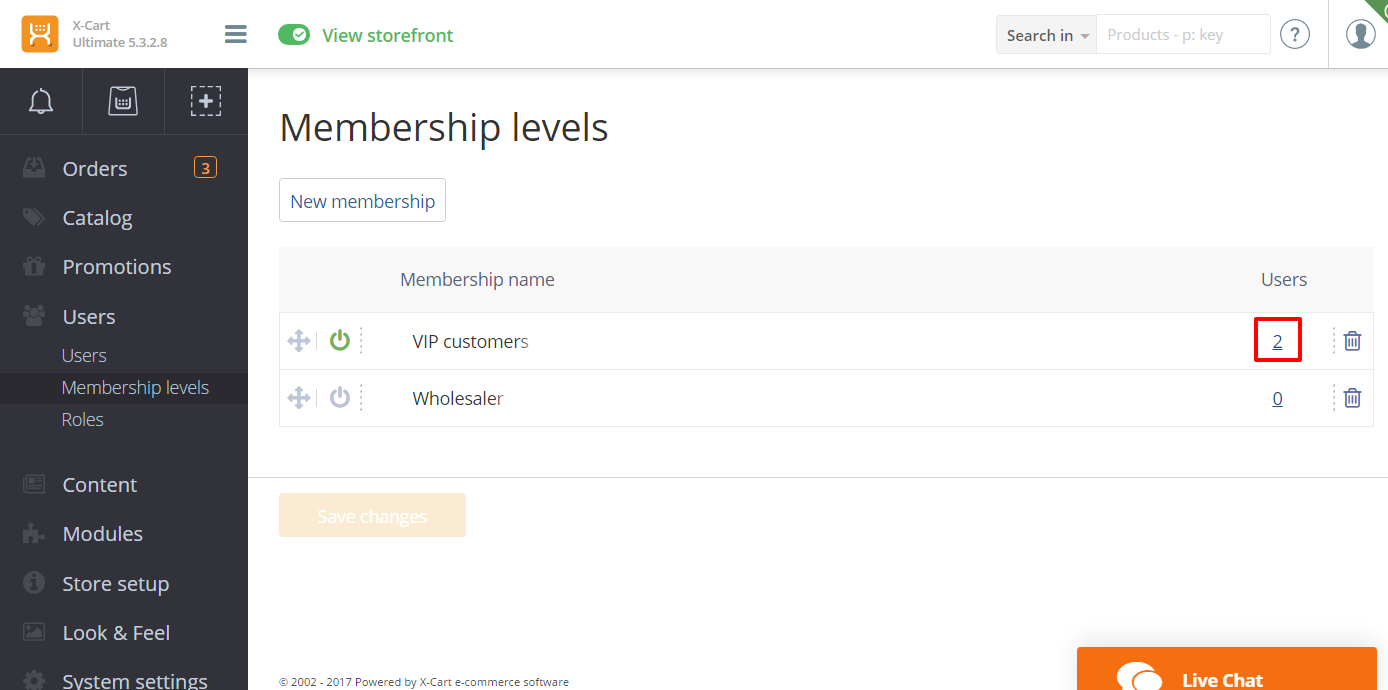 X-Cart
Ultimate 5.3.2.8
View storefront
Search in
Products - p: key
?
Orders
3
Catalog
Promotions
Users
Users
Membership levels
Roles
Content
Modules
Store setup
Look & Feel
System settings
Membership levels
New membership
Membership name Users
VIP customers 2
Wholesaler 0
Save changes
© 2002 - 2017 Powered by X-Cart e-commerce software
Live Chat